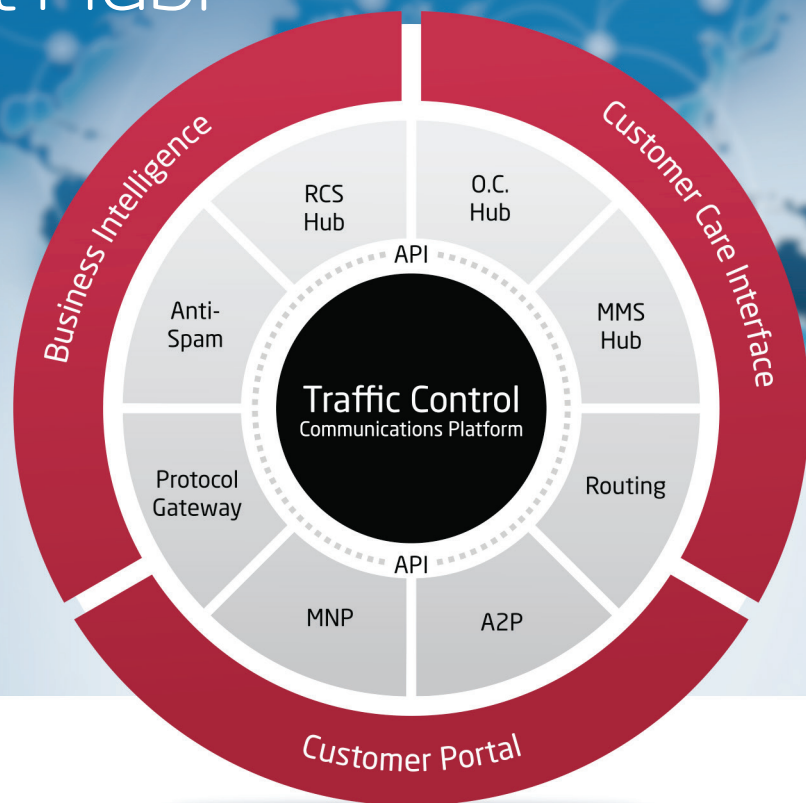 Business Intelligence
Customer Care Interface
RCS
Hub
O.C.
Hub
Anti-
Spam
MMS
Hub
API
Traffic Control
Communications Platform
Protocol
Gateway
Routing
API
MNP
A2P
Customer Portal